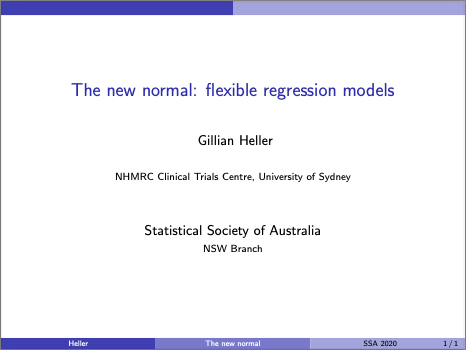 The new normal: flexible regression models
Gillian Heller
NHMRC Clinical Trials Centre, University of Sydney
Statistical Society of Australia
NSW Branch
Heller
The new normal
SSA 2020
1 / 1